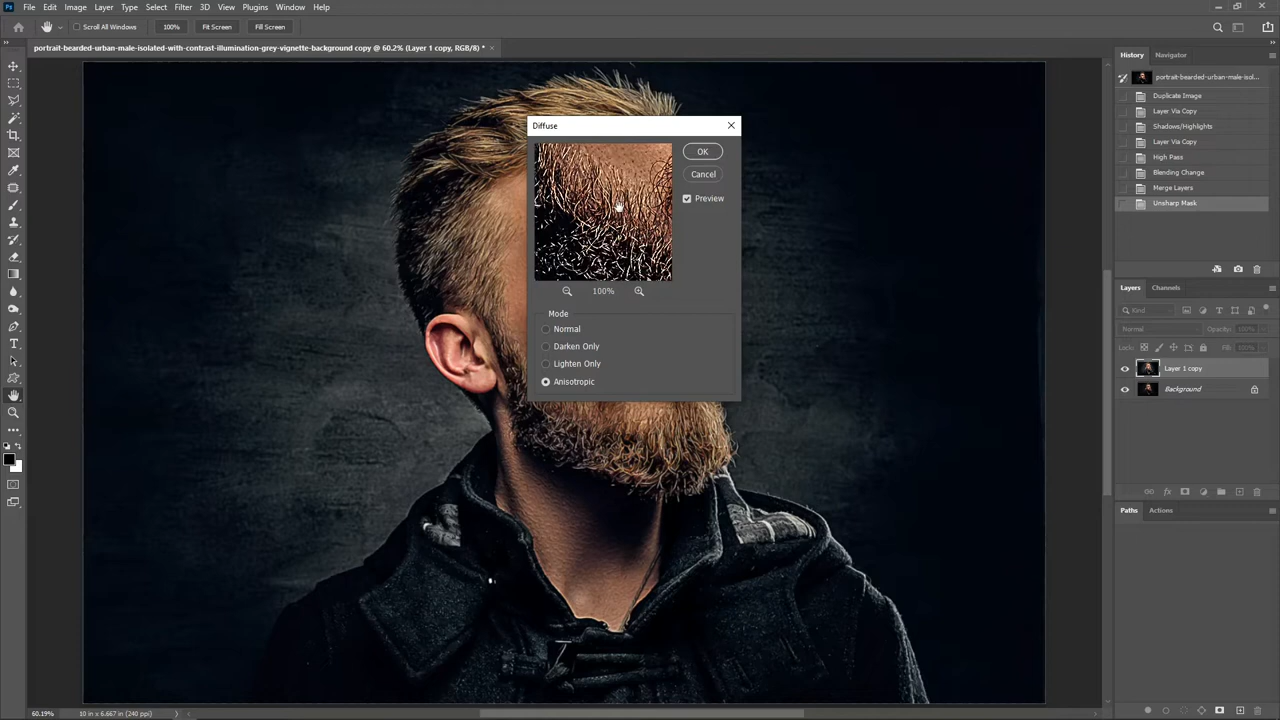 Ps File Edit Image Layer Type Select Filter 3D View Plugins Window Help
Scroll All Windows 100% Fit Screen Fill Screen
portrait-bearded-urban-male-isolated-with-contrast-illumination-grey-vignette-background copy @ 60.2% (Layer 1 copy, RGB/8) *
Diffuse
OK
Cancel
Preview
100%
Mode
Normal
Darken Only
Lighten Only
Anisotropic
History Navigator
portrait-bearded-urban-male-isol...
Duplicate Image
Layer Via Copy
Shadows/Highlights
Layer Via Copy
High Pass
Blending Change
Merge Layers
Unsharp Mask
Layers Channels
Kind
Normal Opacity: 100%
Lock: Fill: 100%
Layer 1 copy
Background
Paths Actions
60.19% 10 in x 6.667 in (240 ppi)